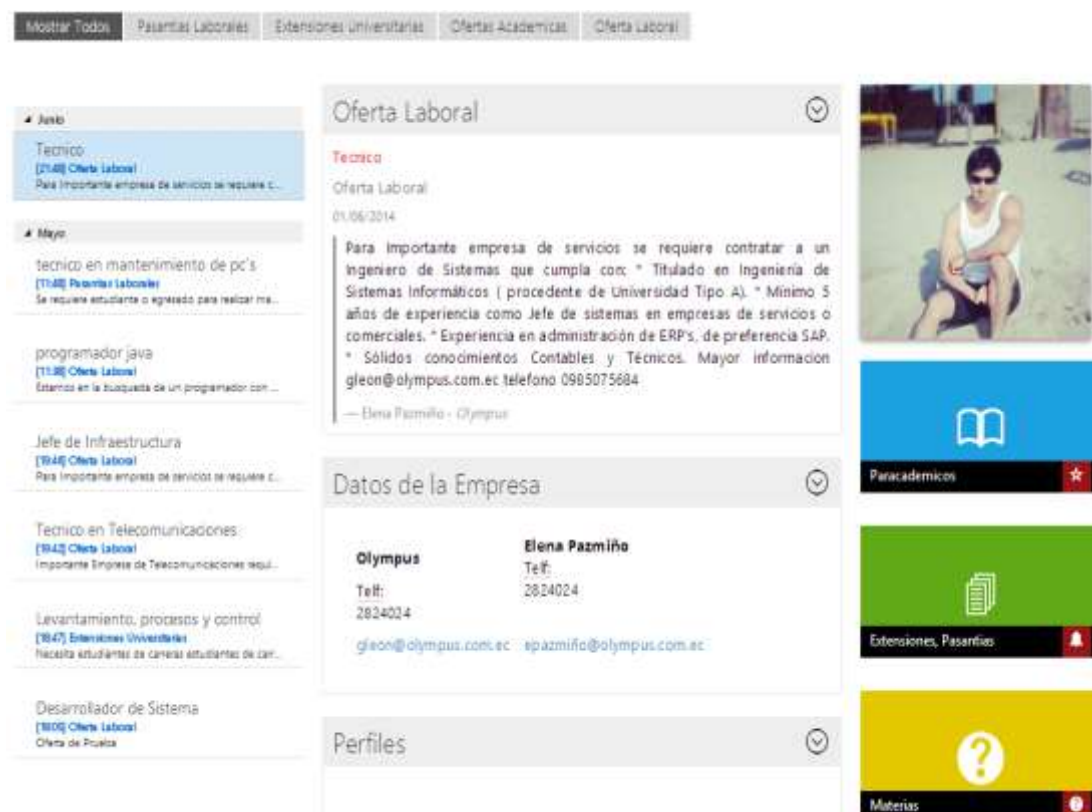 Mostrar Todos Pasantias Laborales Extensiones Universitarias Ofertas Academicas Oferta Laboral
Junio
Tecnico
[21:48] Oferta Laboral
Para Importante empresa de servicios se requiere c...
Mayo
tecnico en mantenimiento de pc's
[11:48] Pasantias Laborales
Se requiere estudiante o egresado para realizar ma...
programador java
[11:38] Oferta Laboral
Estamos en la busqueda de un programador con ...
Jefe de Infraestructura
[19:46] Oferta Laboral
Para Importante empresa de servicios se requiere c...
Tecnico en Telecomunicaciones
[19:42] Oferta Laboral
Importante Empresa de Telecomunicaciones requi...
Levantamiento, procesos y control
[18:47] Extensiones Universitarias
Necesita estudiantes de carreras estudiantes de carr...
Desarrollador de Sistema
[18:05] Oferta Laboral
Oferta de Prueba
Oferta Laboral
Tecnico
Oferta Laboral
01/06/2014
Para Importante empresa de servicios se requiere contratar a un
Ingeniero de Sistemas que cumpla con: * Titulado en Ingeniería de
Sistemas Informáticos ( procedente de Universidad Tipo A). * Mínimo 5
años de experiencia como Jefe de sistemas en empresas de servicios o
comerciales. * Experiencia en administración de ERP's, de preferencia SAP.
* Sólidos conocimientos Contables y Técnicos. Mayor informacion
gleon@olympus.com.ec telefono 0985075684
— Elena Pazmiño - Olympus
Datos de la Empresa
Olympus
Telf:
2824024
gleon@olympus.com.ec
Elena Pazmiño
Telf:
2824024
epazmiño@olympus.com.ec
Perfiles
Paracademicos
Extensiones, Pasantias
Materias